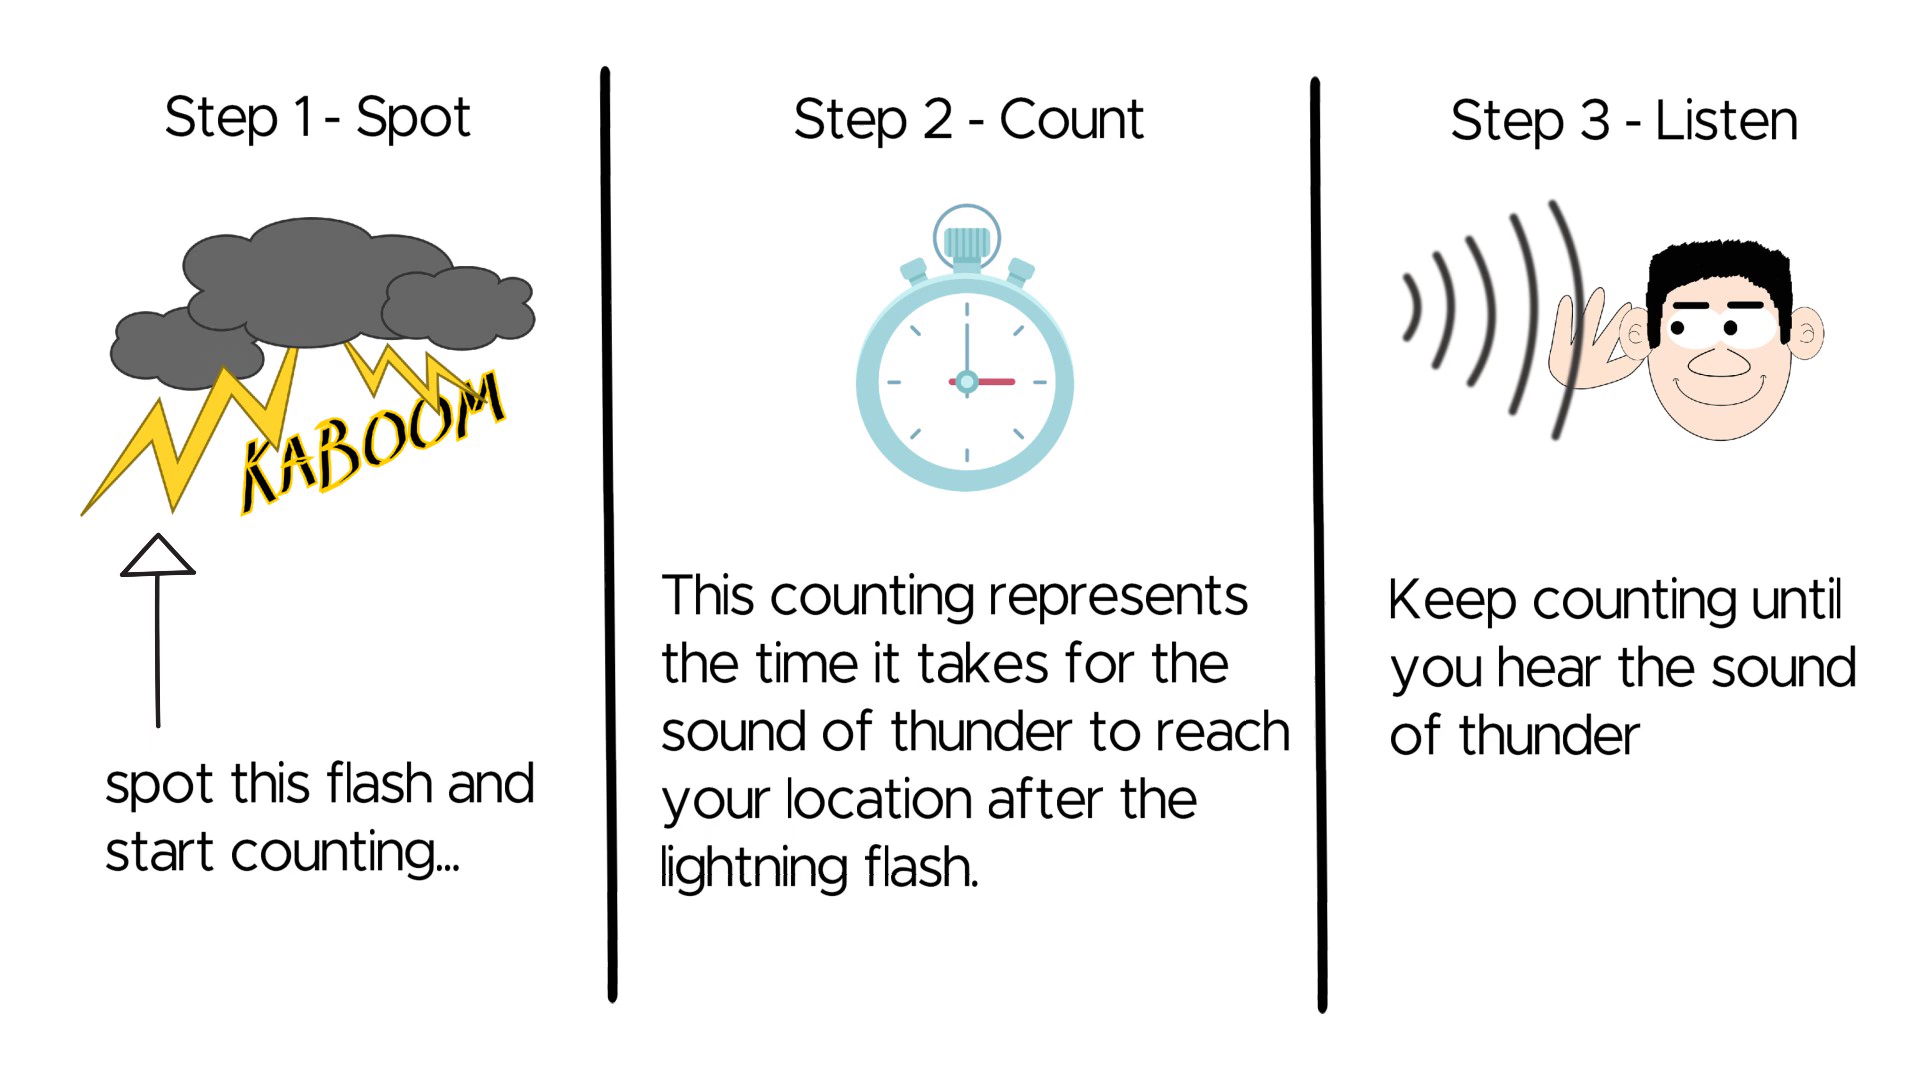 Step 1 - Spot
KABOOM
spot this flash and
start counting...
Step 2 - Count
This counting represents
the time it takes for the
sound of thunder to reach
your location after the
lightning flash.
Step 3 - Listen
Keep counting until
you hear the sound
of thunder